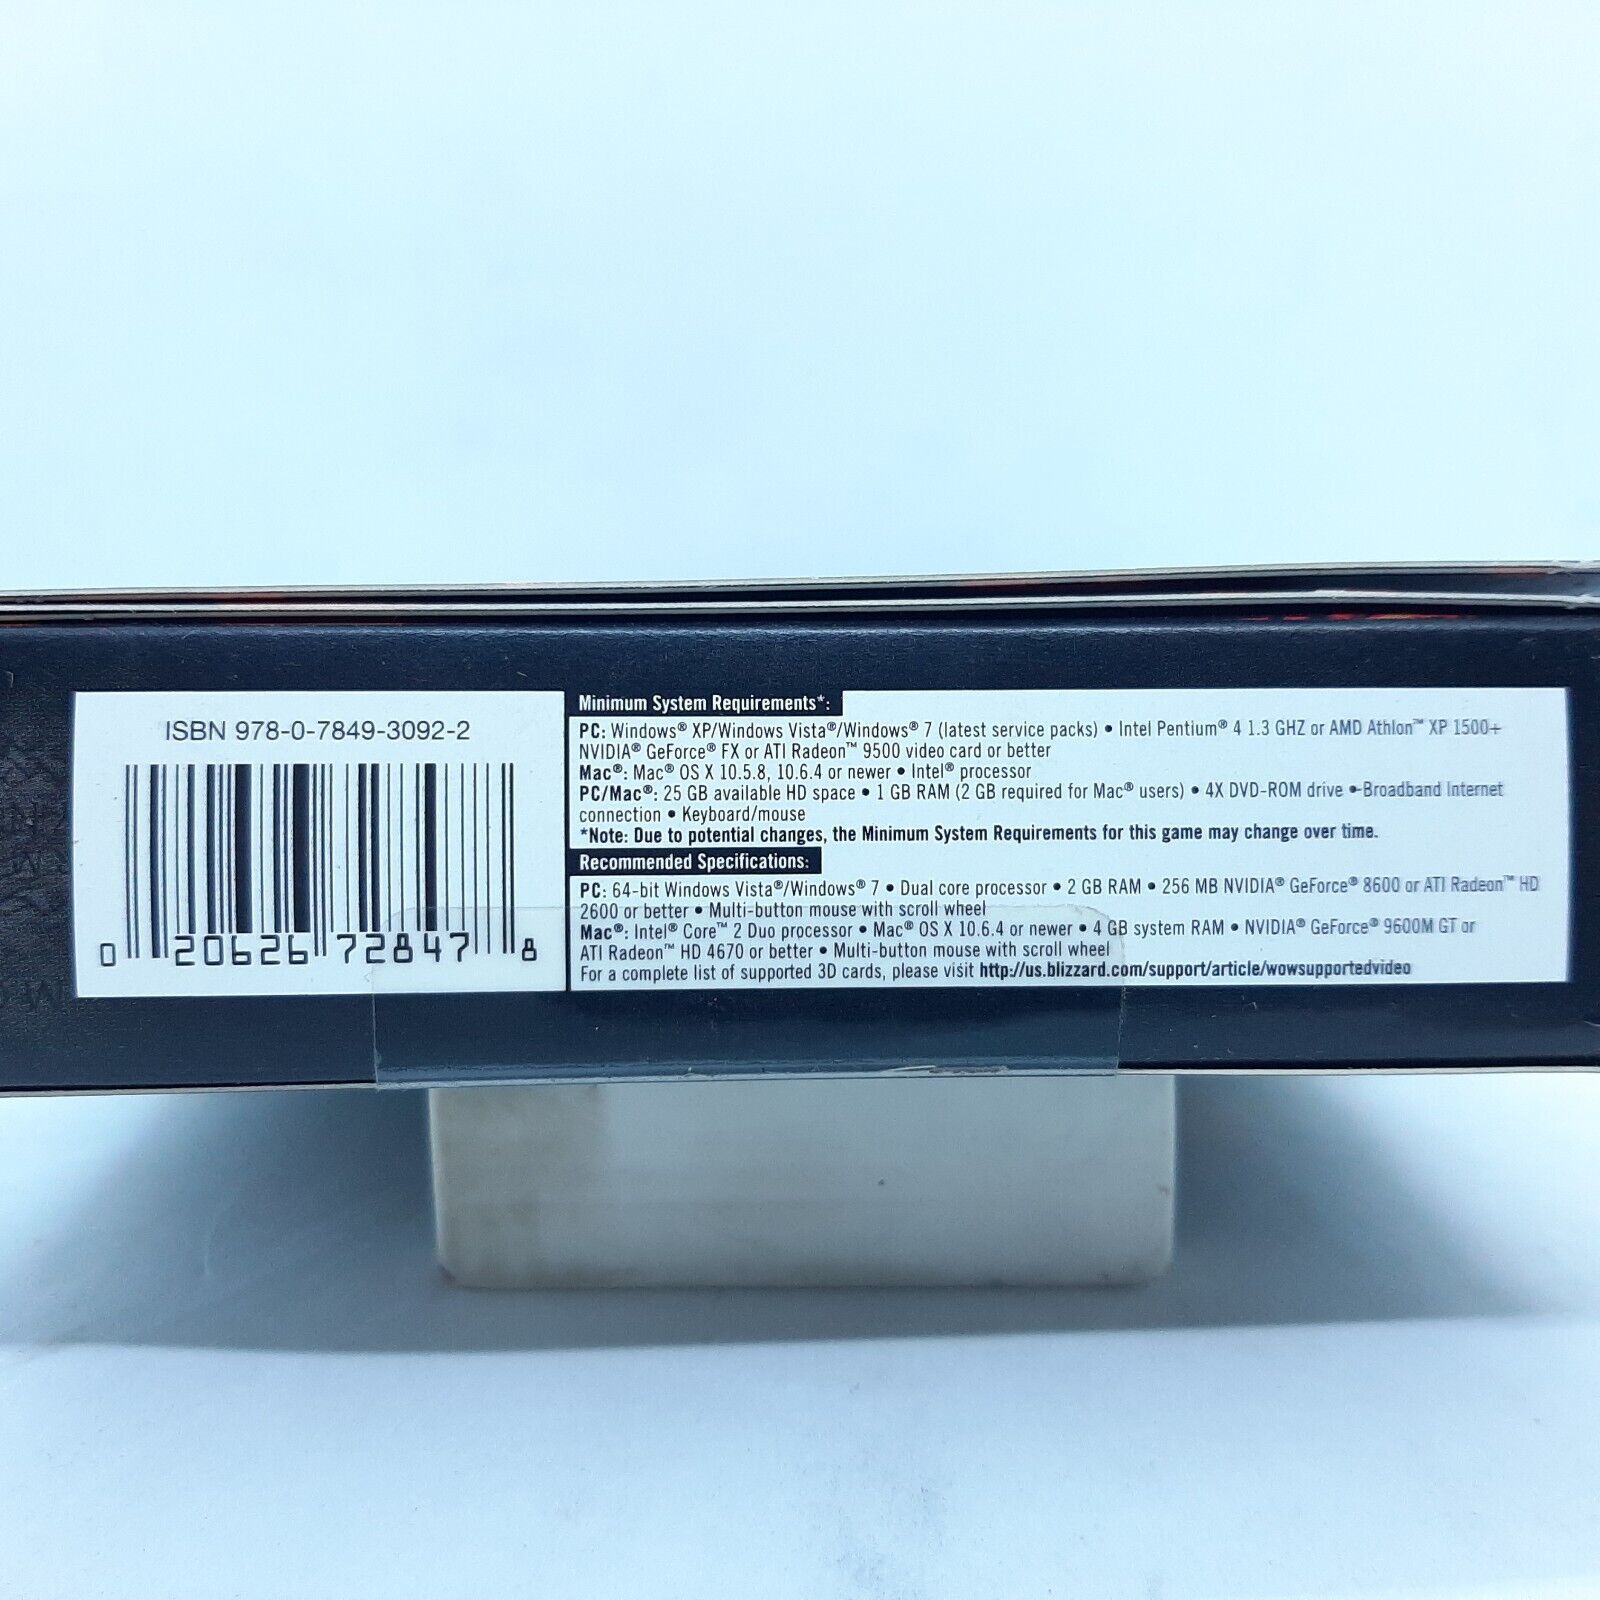 ISBN 978-0-7849-3092-2
0 20626 72847 8
Minimum System Requirements*:
PC: Windows® XP/Windows Vista®/Windows® 7 (latest service packs) • Intel Pentium® 4 1.3 GHZ or AMD Athlon™ XP 1500+
NVIDIA® GeForce® FX or ATI Radeon™ 9500 video card or better
Mac®: Mac® OS X 10.5.8, 10.6.4 or newer • Intel® processor
PC/Mac®: 25 GB available HD space • 1 GB RAM (2 GB required for Mac® users) • 4X DVD-ROM drive • Broadband Internet
connection • Keyboard/mouse
*Note: Due to potential changes, the Minimum System Requirements for this game may change over time.
Recommended Specifications:
PC: 64-bit Windows Vista®/Windows® 7 • Dual core processor • 2 GB RAM • 256 MB NVIDIA® GeForce® 8600 or ATI Radeon™ HD
2600 or better • Multi-button mouse with scroll wheel
Mac®: Intel® Core™ 2 Duo processor • Mac® OS X 10.6.4 or newer • 4 GB system RAM • NVIDIA® GeForce® 9600M GT or
ATI Radeon™ HD 4670 or better • Multi-button mouse with scroll wheel
For a complete list of supported 3D cards, please visit http://us.blizzard.com/support/article/wowsupportedvideo